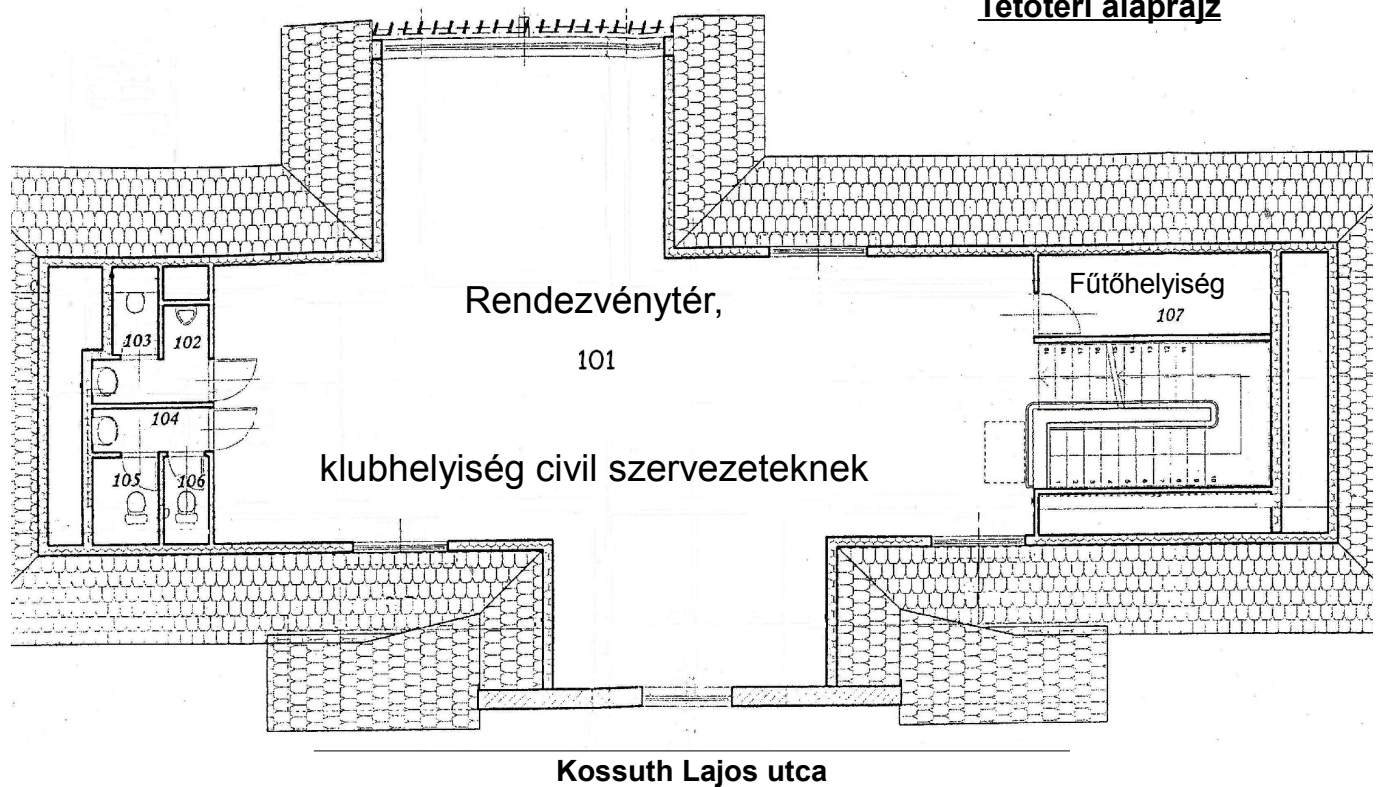 Tetőtéri alaprajz
Rendezvénytér,
101
klubhelyiség civil szervezeteknek
Fűtőhelyiség
107
103
102
104
105
106
Kossuth Lajos utca